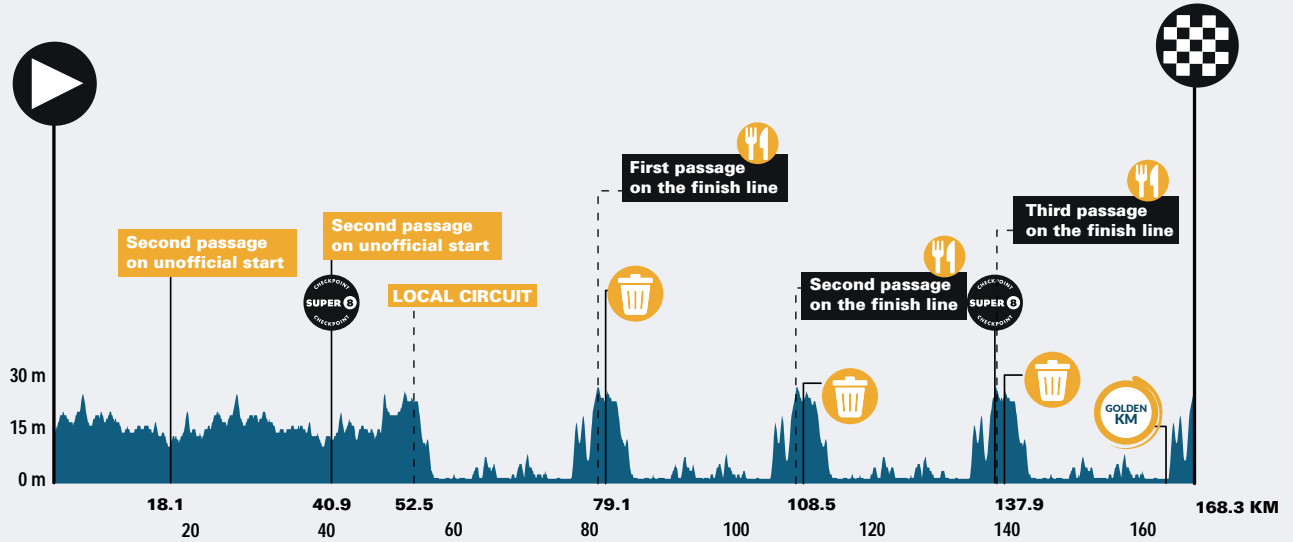 First passage
on the finish line
Third passage
on the finish line
Second passage
on unofficial start
Second passage
on unofficial start
CHECKPOINT
SUPER 8
CHECKPOINT
LOCAL CIRCUIT
Second passage
on the finish line
CHECKPOINT
SUPER 8
CHECKPOINT
GOLDEN
KM
30 m
15 m
0 m
18.1
40.9
52.5
79.1
108.5
137.9
168.3 KM
20
40
60
80
100
120
140
160